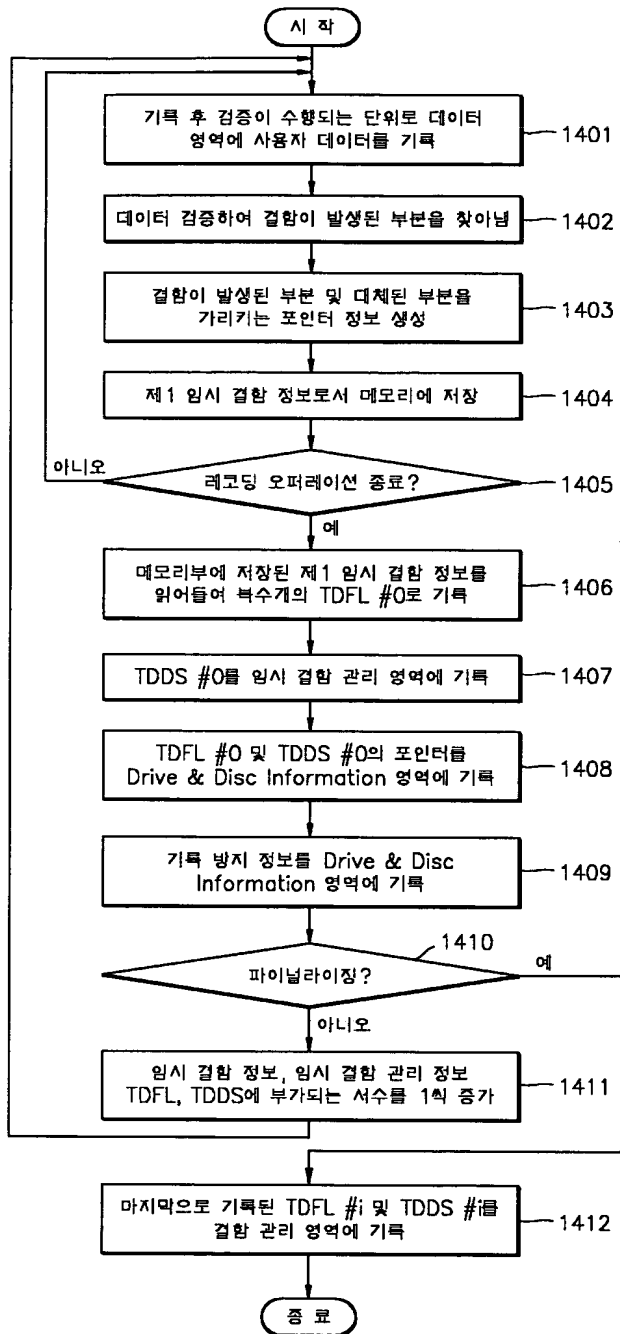 시 작
기록 후 검증이 수행되는 단위로 데이터
영역에 사용자 데이터를 기록
1401
데이터 검증하여 결함이 발생된 부분을 찾아냄
1402
결함이 발생된 부분 및 대체된 부분을
가리키는 포인터 정보 생성
1403
제1 임시 결함 정보로서 메모리에 저장
1404
아니오
레코딩 오퍼레이션 종료?
1405
예
메모리부에 저장된 제1 임시 결함 정보를
읽어들여 복수개의 TDFL #0로 기록
1406
TDDS #0를 임시 결함 관리 영역에 기록
1407
TDFL #0 및 TDDS #0의 포인터를
Drive & Disc Information 영역에 기록
1408
기록 방지 정보를 Drive & Disc
Information 영역에 기록
1409
1410
파이널라이징?
예
아니오
임시 결함 정보, 임시 결함 관리 정보
TDFL, TDDS에 부가되는 서수를 1씩 증가
1411
마지막으로 기록된 TDFL #i 및 TDDS #i를
결함 관리 영역에 기록
1412
종 료